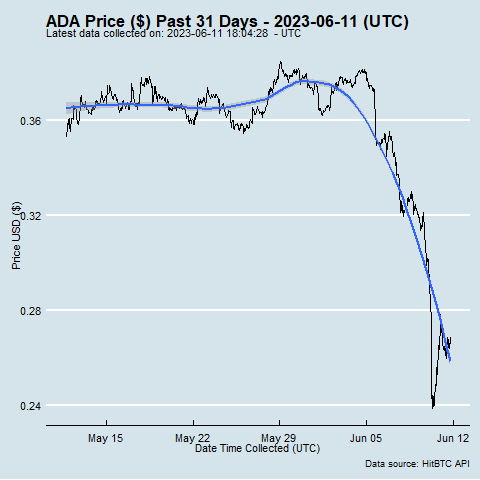 ADA Price ($) Past 31 Days - 2023-06-11 (UTC)
Latest data collected on: 2023-06-11 18:04:28 - UTC
Price USD ($)
0.36
0.32
0.28
0.24
May 15 May 22 May 29 Jun 05 Jun 12
Date Time Collected (UTC)
Data source: HitBTC API